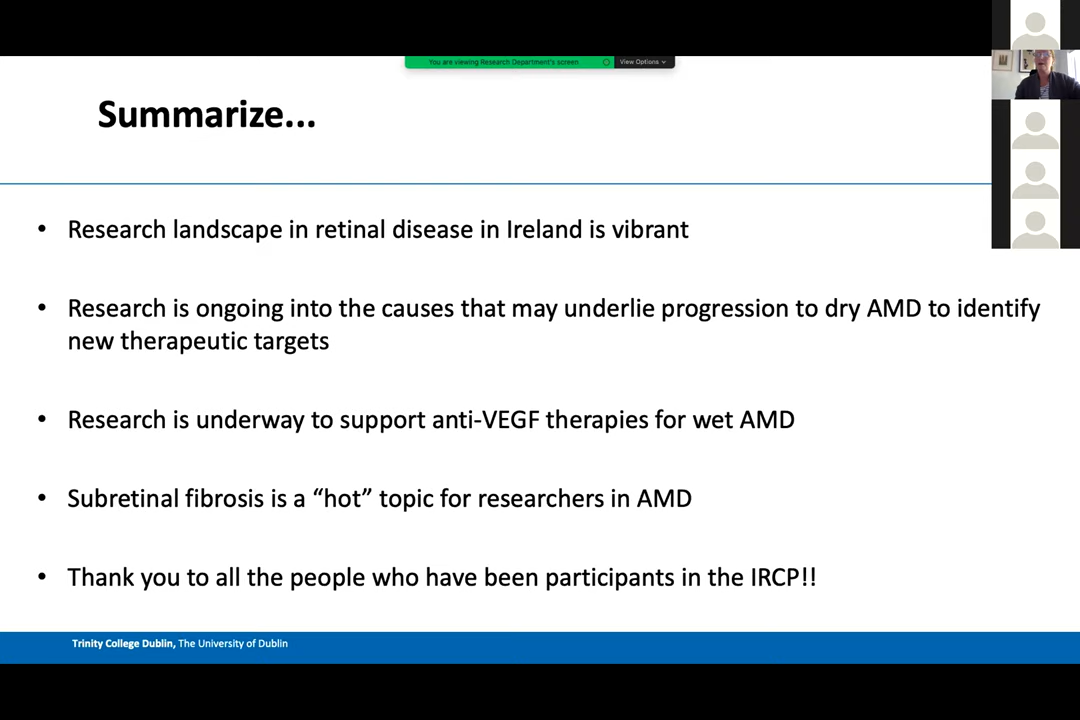 You are viewing Research Department's screen
View Options
Summarize...
• Research landscape in retinal disease in Ireland is vibrant
• Research is ongoing into the causes that may underlie progression to dry AMD to identify
new therapeutic targets
• Research is underway to support anti-VEGF therapies for wet AMD
• Subretinal fibrosis is a “hot” topic for researchers in AMD
• Thank you to all the people who have been participants in the IRCP!!
Trinity College Dublin, The University of Dublin